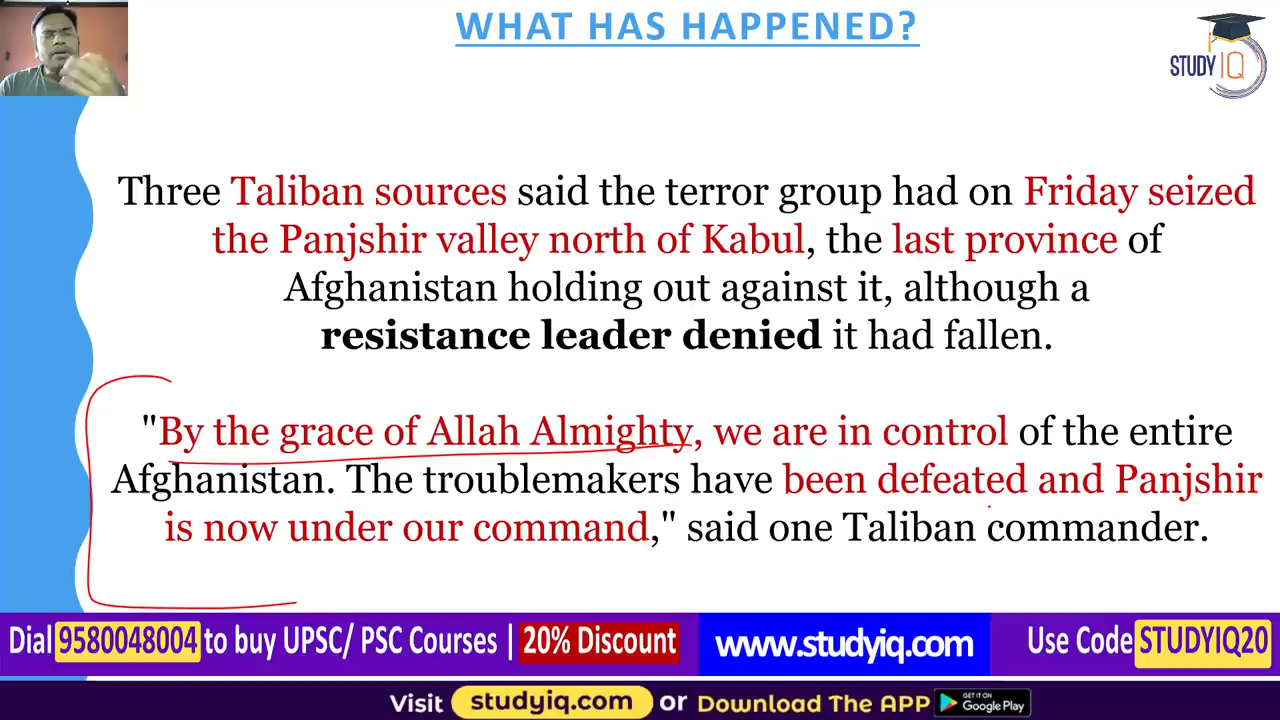 WHAT HAS HAPPENED?
STUDY IQ
Three Taliban sources said the terror group had on Friday seized
the Panjshir valley north of Kabul, the last province of
Afghanistan holding out against it, although a
resistance leader denied it had fallen.
"By the grace of Allah Almighty, we are in control of the entire
Afghanistan. The troublemakers have been defeated and Panjshir
is now under our command," said one Taliban commander.
Dial 9580048004 to buy UPSC/ PSC Courses | 20% Discount
www.studyiq.com
Use Code STUDYIQ20
Visit studyiq.com or Download The APP
GET IT ON
Google Play